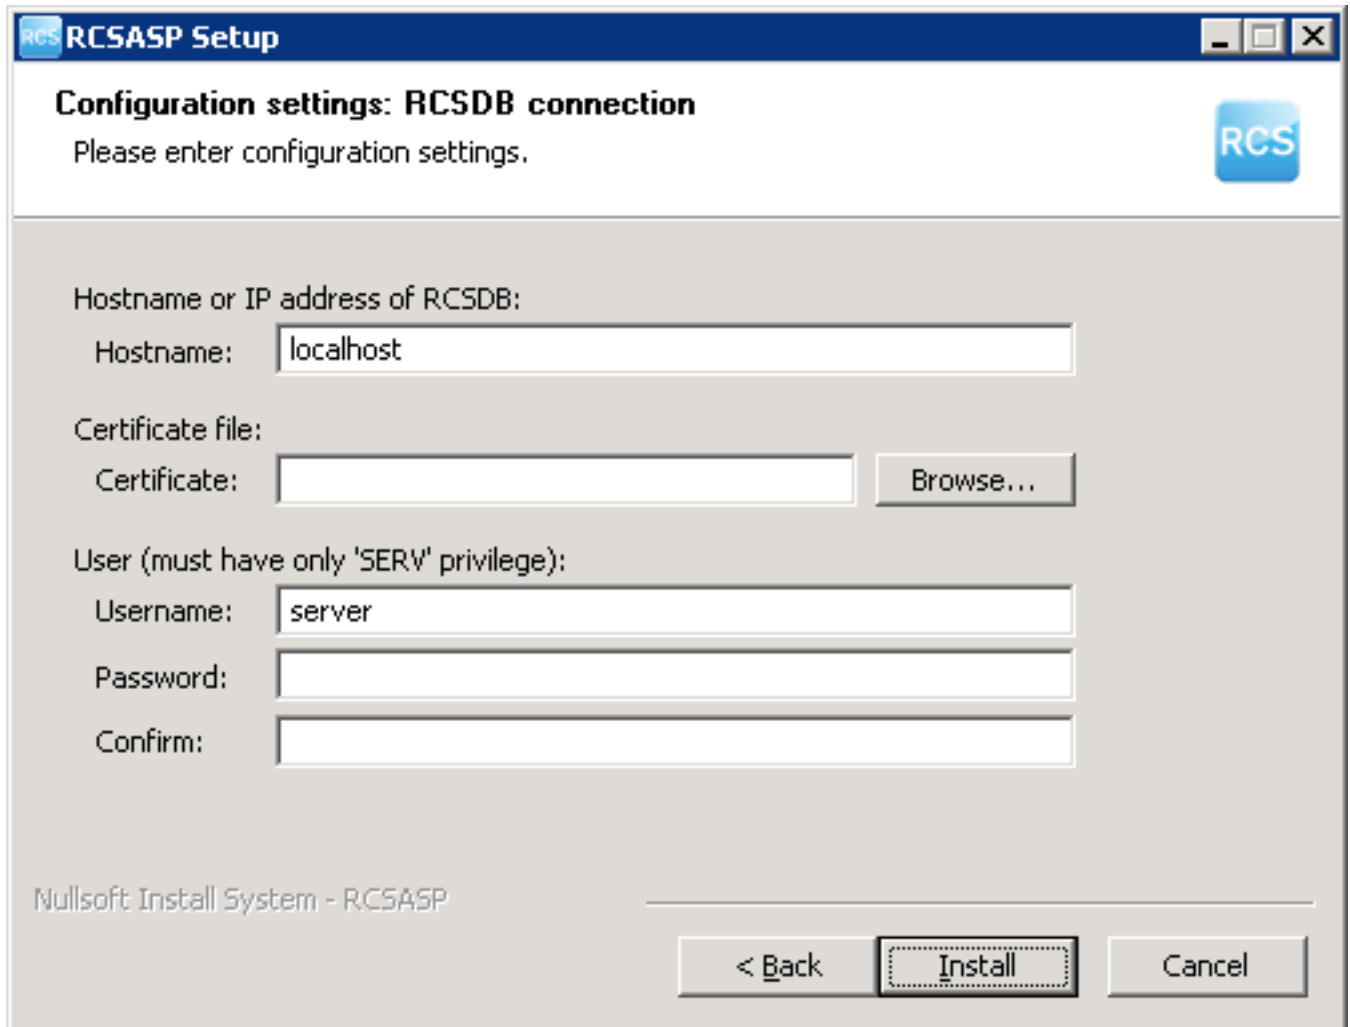 RCS RCSASP Setup
Configuration settings: RCSDB connection
Please enter configuration settings.
RCS
Hostname or IP address of RCSDB:
Hostname: localhost
Certificate file:
Certificate: Browse...
User (must have only 'SERV' privilege):
Username: server
Password:
Confirm:
Nullsoft Install System - RCSASP
< Back Install Cancel